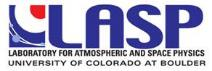 LASP
LABORATORY FOR ATMOSPHERIC AND SPACE PHYSICS
UNIVERSITY OF COLORADO AT BOULDER